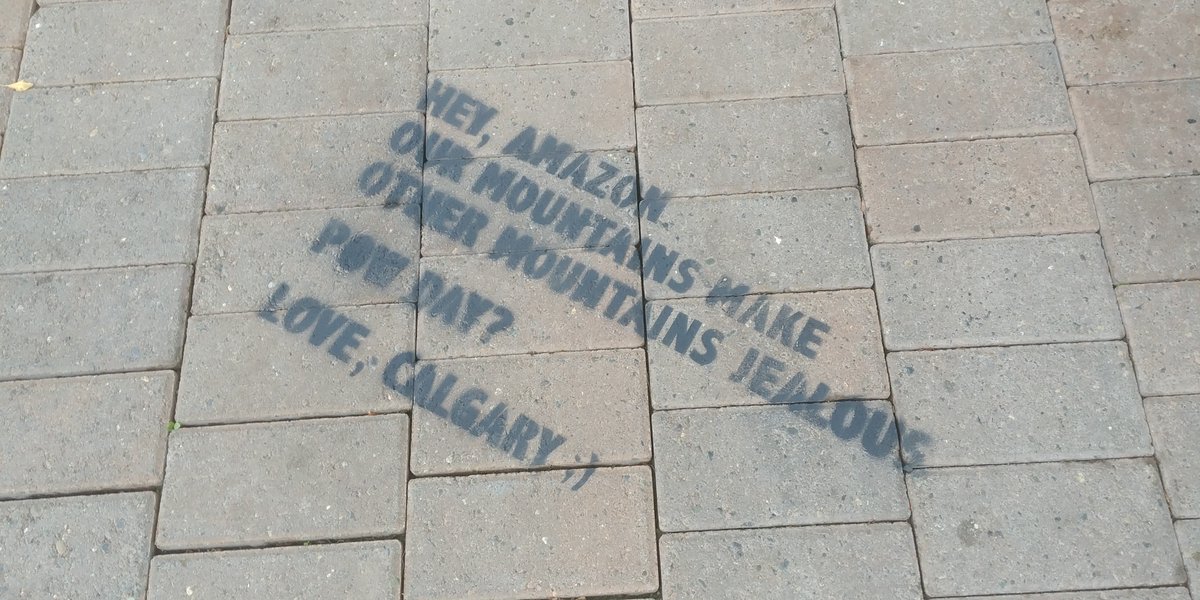 HEY, AMAZON
OUR MOUNTAINS MAKE
OTHER MOUNTAINS JEALOUS
POW DAY?
LOVE, CALGARY ;)